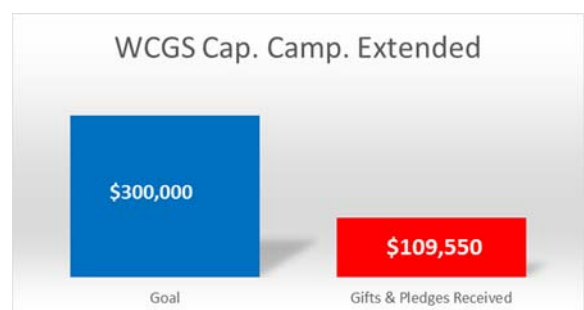 WCGS Cap. Camp. Extended
$300,000
$109,550
Goal
Gifts & Pledges Received